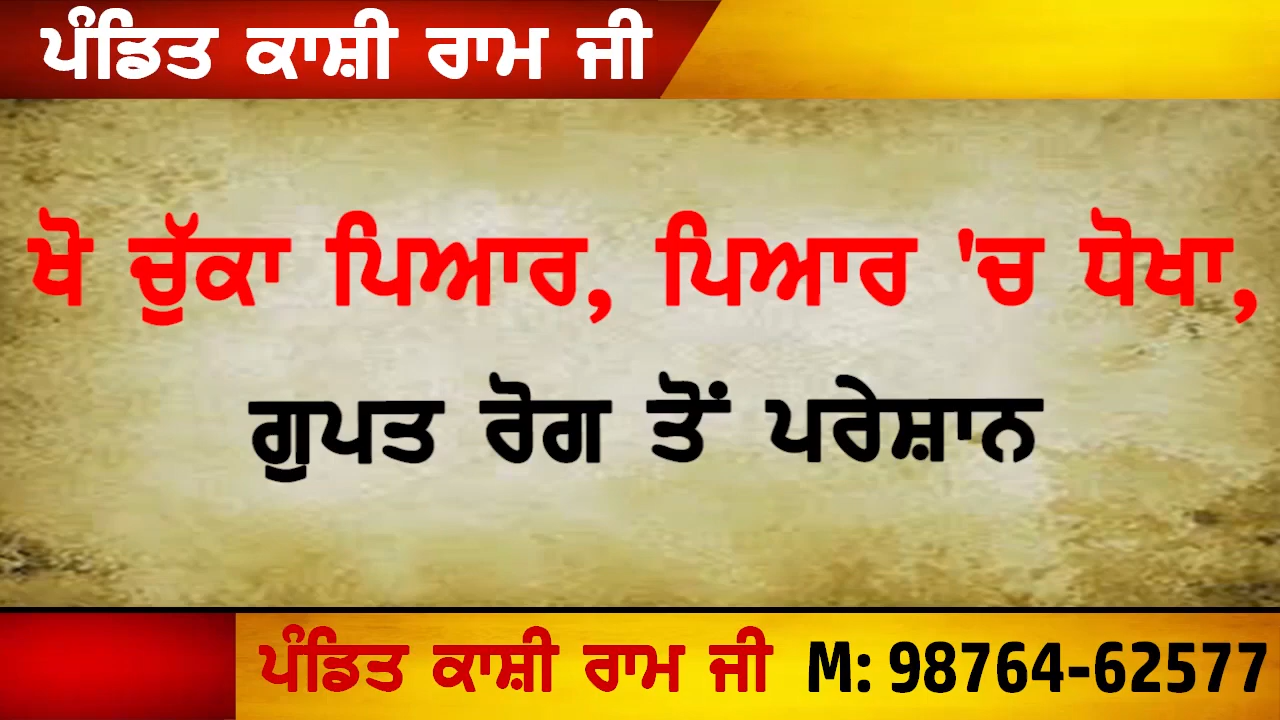 ਪੰਡਿਤ ਕਾਸ਼ੀ ਰਾਮ ਜੀ
ਖੋ ਚੁੱਕਾ ਪਿਆਰ, ਪਿਆਰ 'ਚ ਧੋਖਾ,
ਗੁਪਤ ਰੋਗ ਤੋਂ ਪਰੇਸ਼ਾਨ
ਪੰਡਿਤ ਕਾਸ਼ੀ ਰਾਮ ਜੀ M: 98764-62577